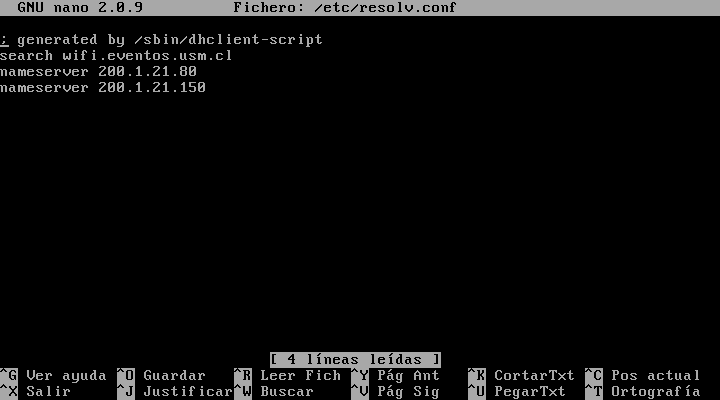 GNU nano 2.0.9 Fichero: /etc/resolv.conf
; generated by /sbin/dhclient-script
search wifi.eventos.usm.cl
nameserver 200.1.21.80
nameserver 200.1.21.150
[ 4 líneas leídas ]
^G Ver ayuda ^O Guardar ^R Leer Fich ^Y Pág Ant ^K CortarTxt ^C Pos actual
^X Salir ^J Justificar ^W Buscar ^V Pág Sig ^U PegarTxt ^T Ortografía